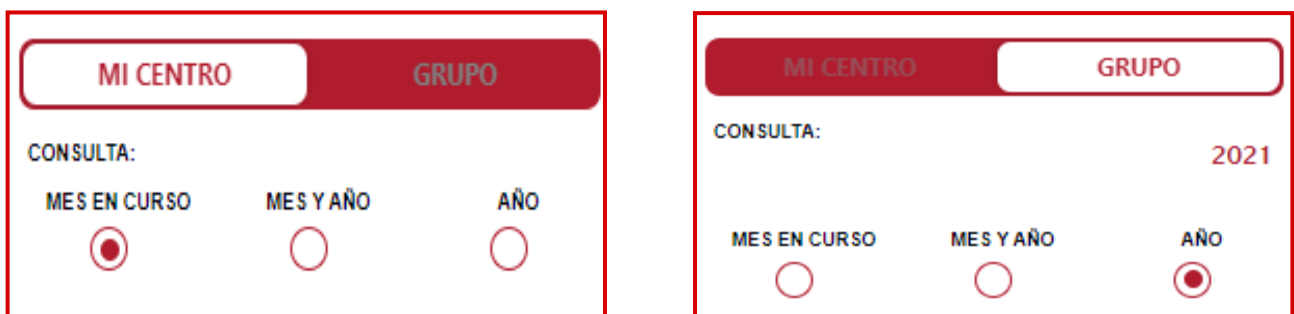 MI CENTRO GRUPO
CONSULTA:
MES EN CURSO MES Y AÑO AÑO
MI CENTRO GRUPO
CONSULTA:
2021
MES EN CURSO MES Y AÑO AÑO